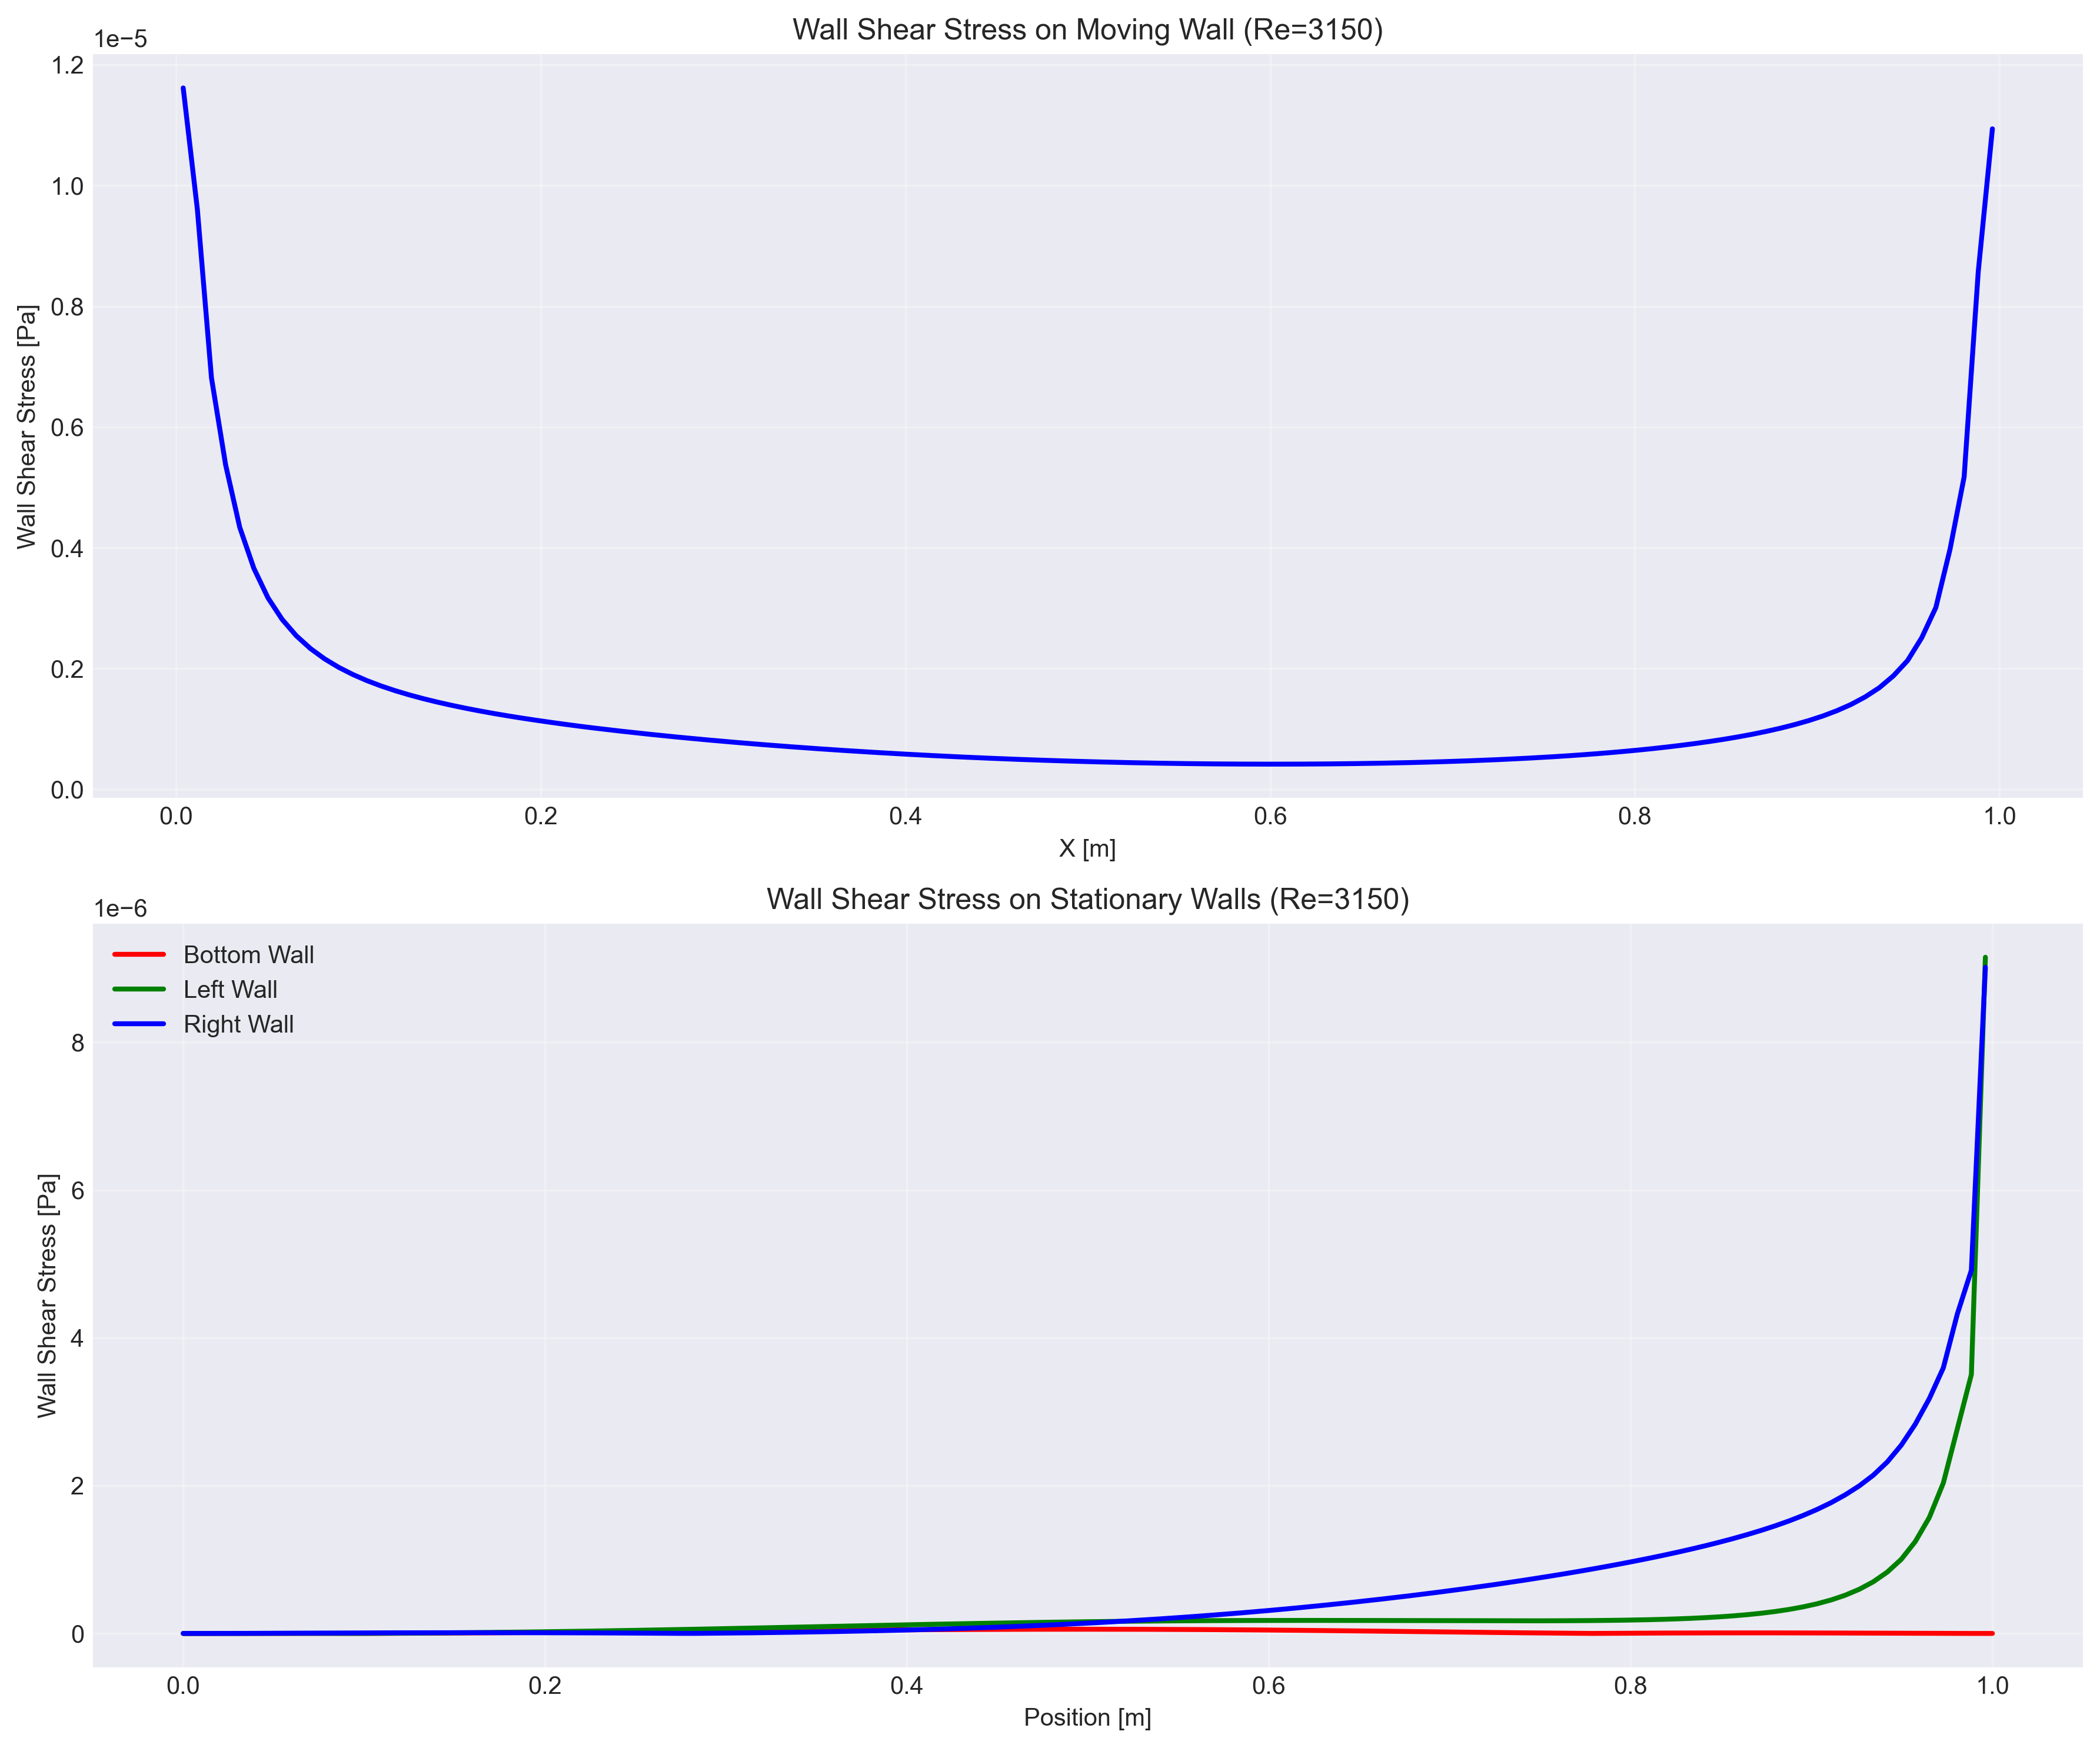 Wall Shear Stress on Moving Wall (Re=3150)
1e−5
1.2
1.0
0.8
0.6
0.4
0.2
0.0
Wall Shear Stress [Pa]
0.0 0.2 0.4 0.6 0.8 1.0
X [m]
Wall Shear Stress on Stationary Walls (Re=3150)
1e−6
Bottom Wall
Left Wall
Right Wall
8
6
4
2
0
Wall Shear Stress [Pa]
0.0 0.2 0.4 0.6 0.8 1.0
Position [m]